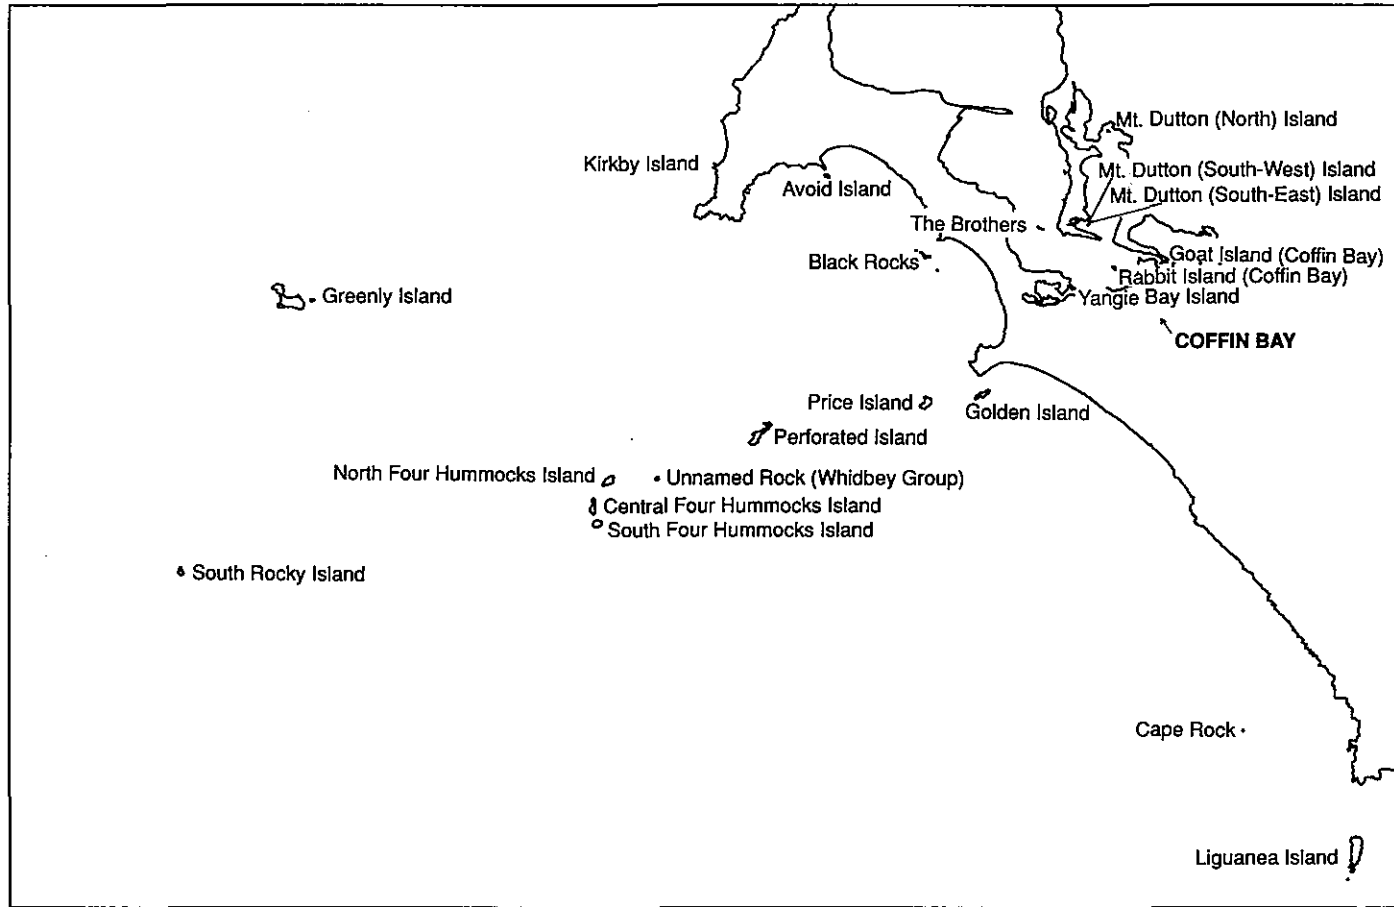 Mt. Dutton (North) Island
Kirkby Island
Mt. Dutton (South-West) Island
Avoid Island
Mt. Dutton (South-East) Island
The Brothers
Goat Island (Coffin Bay)
Black Rocks
Rabbit Island (Coffin Bay)
Greenly Island
Yangie Bay Island
COFFIN BAY
Price Island
Golden Island
Perforated Island
North Four Hummocks Island
Unnamed Rock (Whidbey Group)
Central Four Hummocks Island
South Four Hummocks Island
South Rocky Island
Cape Rock
Liguanea Island